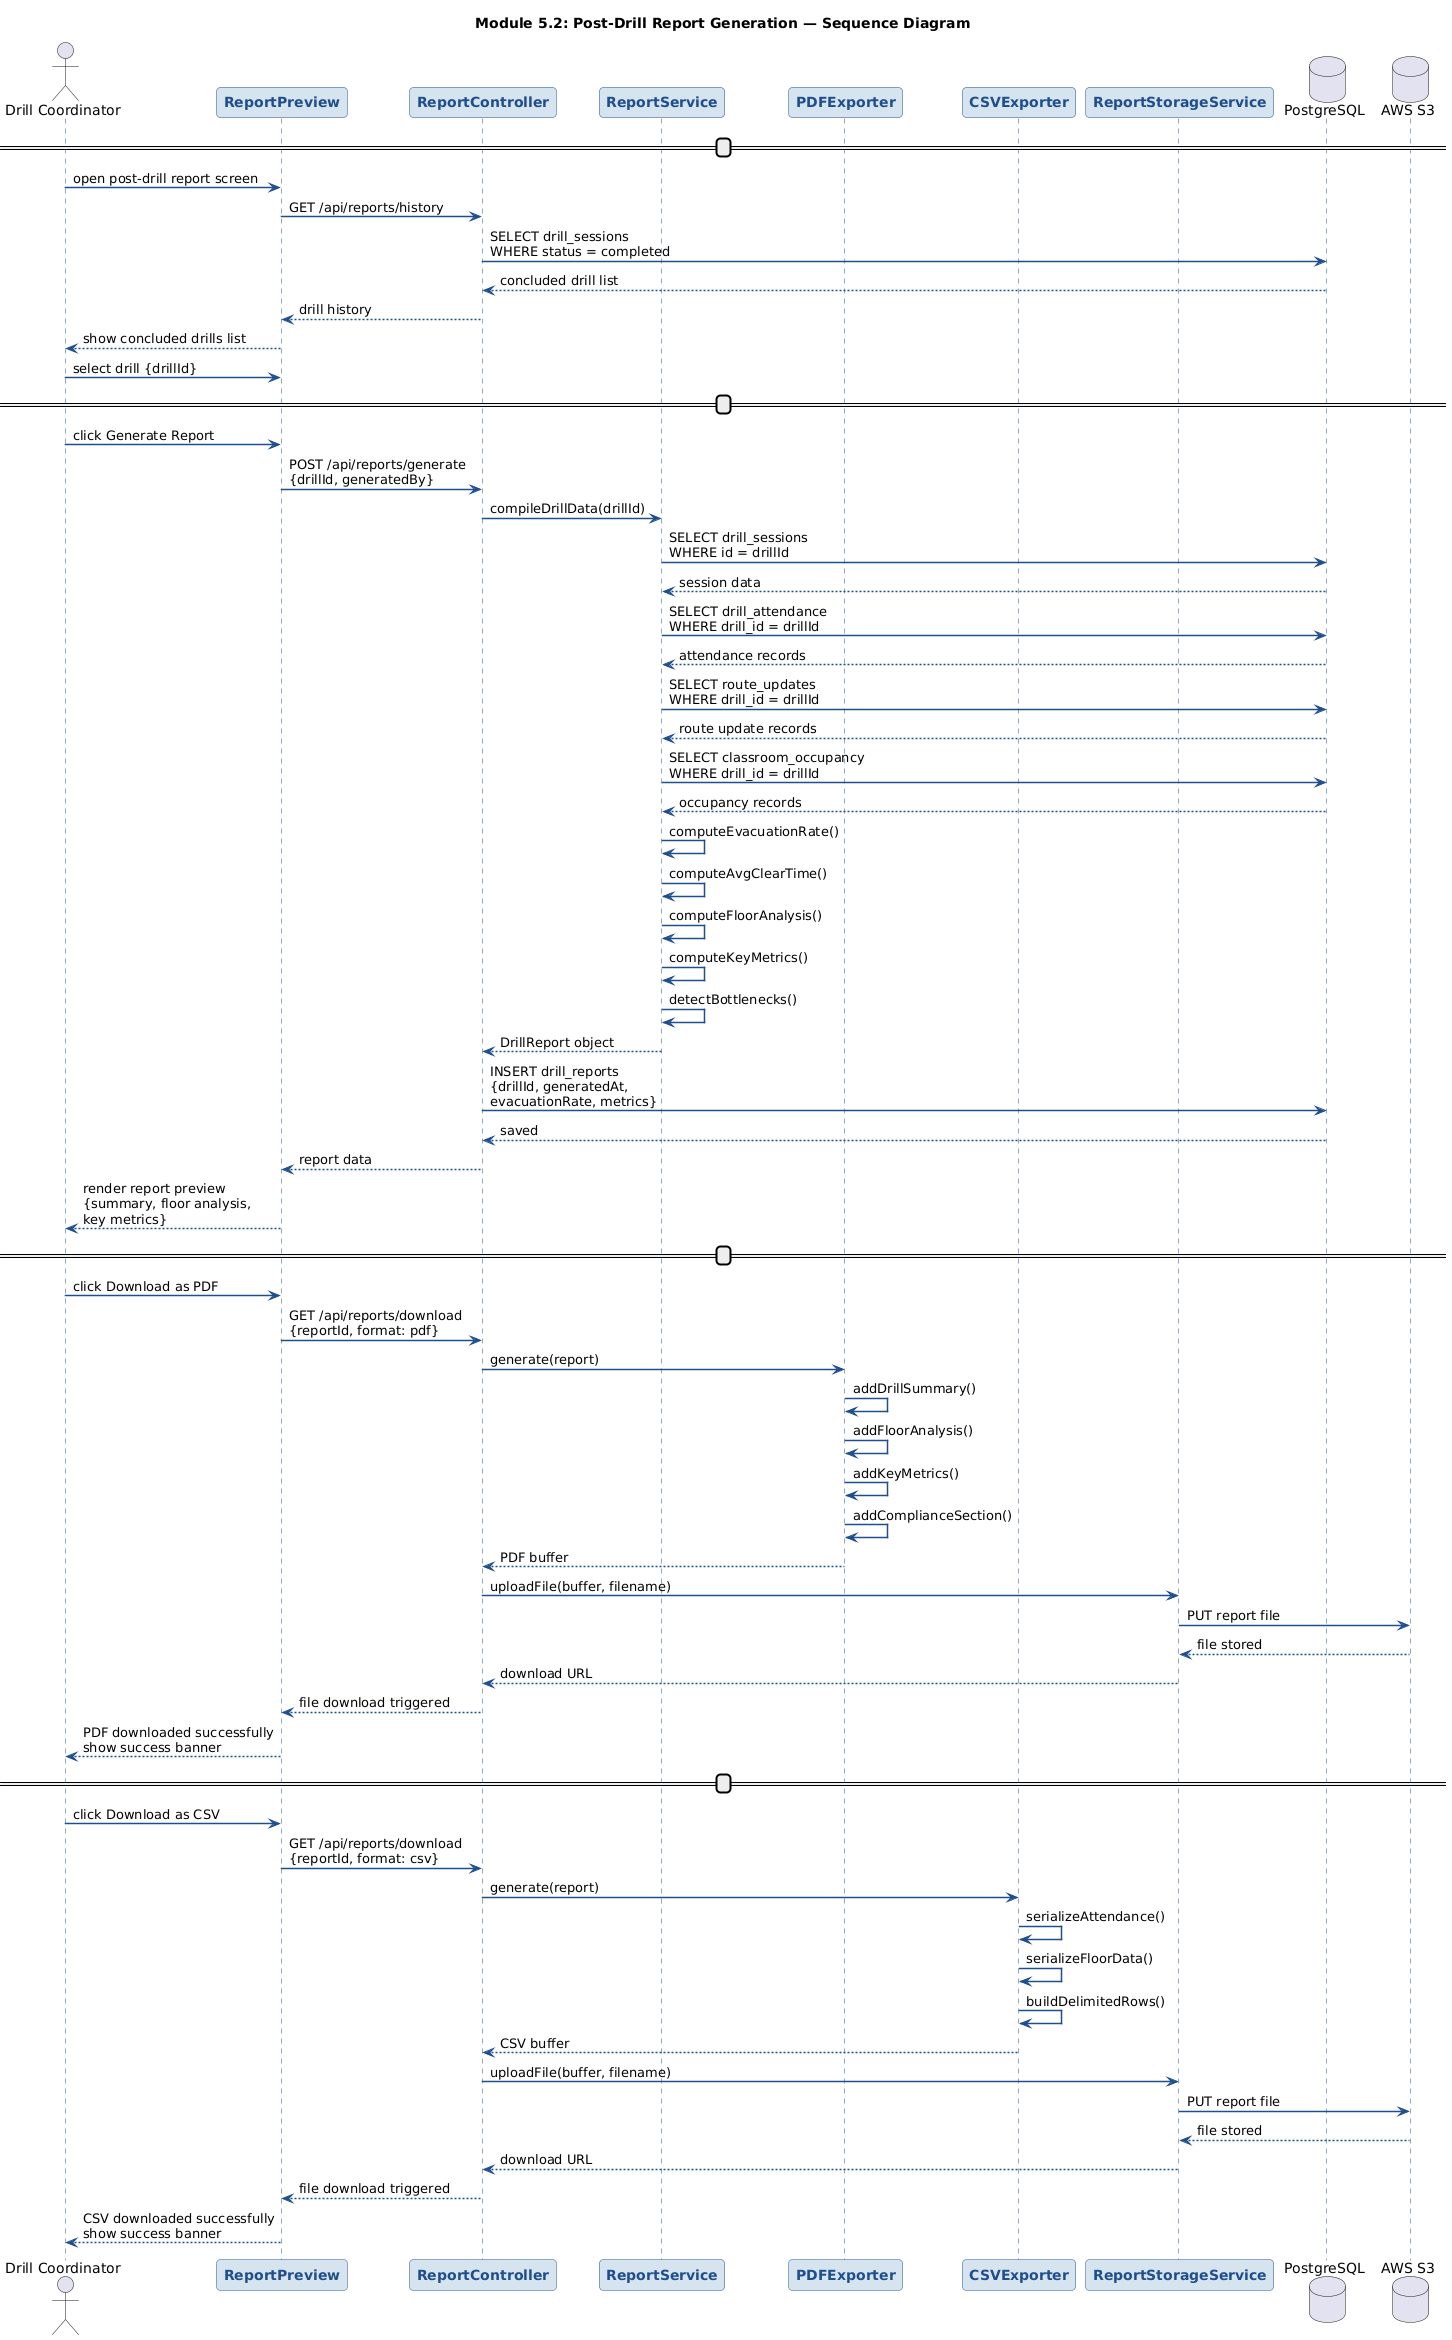 Module 5.2: Post-Drill Report Generation — Sequence Diagram
Drill Coordinator
ReportPreview
ReportController
ReportService
PDFExporter
CSVExporter
ReportStorageService
PostgreSQL
AWS S3
open post-drill report screen
GET /api/reports/history
SELECT drill_sessions
WHERE status = completed
concluded drill list
drill history
show concluded drills list
select drill {drillId}
click Generate Report
POST /api/reports/generate
{drillId, generatedBy}
compileDrillData(drillId)
SELECT drill_sessions
WHERE id = drillId
session data
SELECT drill_attendance
WHERE drill_id = drillId
attendance records
SELECT route_updates
WHERE drill_id = drillId
route update records
SELECT classroom_occupancy
WHERE drill_id = drillId
occupancy records
computeEvacuationRate()
computeAvgClearTime()
computeFloorAnalysis()
computeKeyMetrics()
detectBottlenecks()
DrillReport object
INSERT drill_reports
{drillId, generatedAt,
evacuationRate, metrics}
saved
report data
render report preview
{summary, floor analysis,
key metrics}
click Download as PDF
GET /api/reports/download
{reportId, format: pdf}
generate(report)
addDrillSummary()
addFloorAnalysis()
addKeyMetrics()
addComplianceSection()
PDF buffer
uploadFile(buffer, filename)
PUT report file
file stored
download URL
file download triggered
PDF downloaded successfully
show success banner
click Download as CSV
GET /api/reports/download
{reportId, format: csv}
generate(report)
serializeAttendance()
serializeFloorData()
buildDelimitedRows()
CSV buffer
uploadFile(buffer, filename)
PUT report file
file stored
download URL
file download triggered
CSV downloaded successfully
show success banner
Drill Coordinator
ReportPreview
ReportController
ReportService
PDFExporter
CSVExporter
ReportStorageService
PostgreSQL
AWS S3